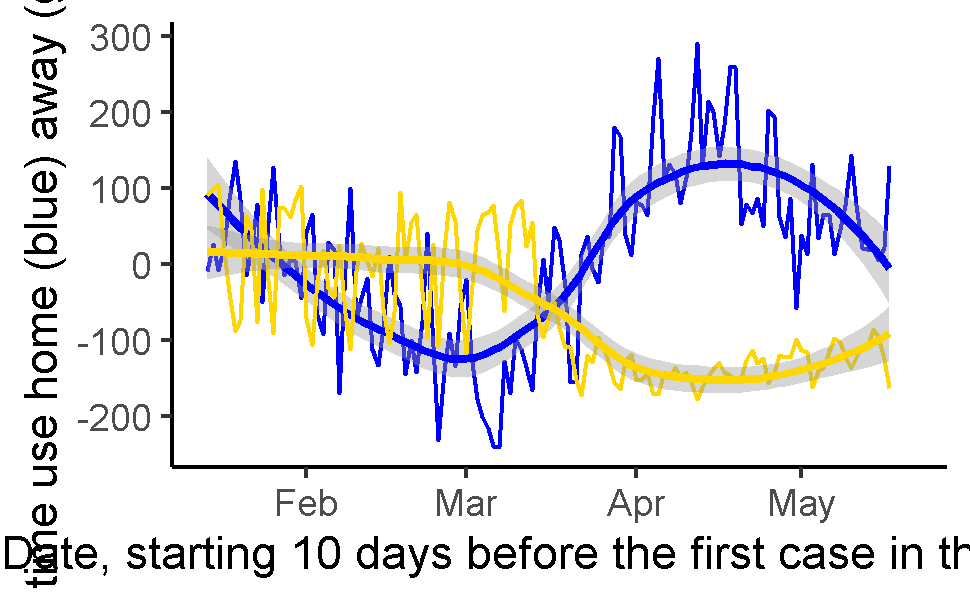 time use home (blue) away (
300
200
100
0
-100
-200
Feb Mar Apr May
Date, starting 10 days before the first case in th